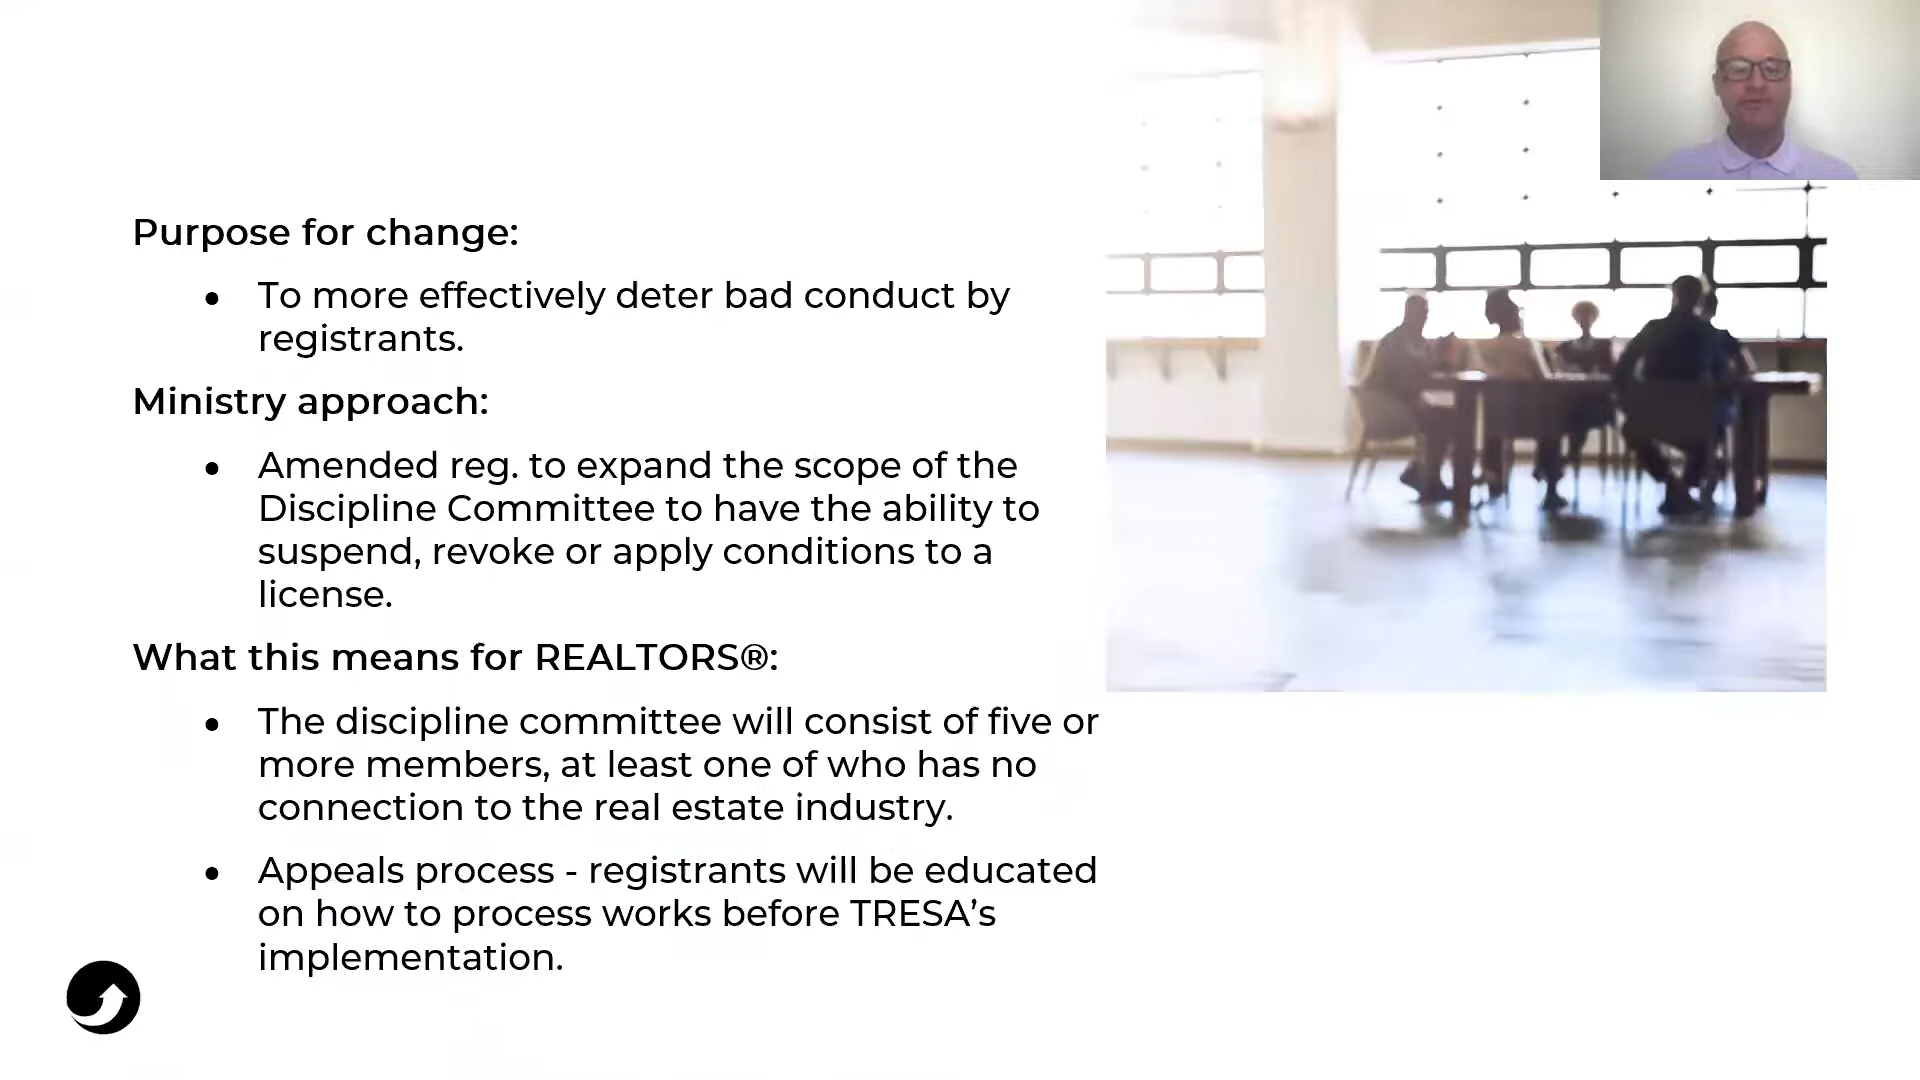 Purpose for change:
● To more effectively deter bad conduct by
registrants.
Ministry approach:
● Amended reg. to expand the scope of the
Discipline Committee to have the ability to
suspend, revoke or apply conditions to a
license.
What this means for REALTORS®:
● The discipline committee will consist of five or
more members, at least one of who has no
connection to the real estate industry.
● Appeals process - registrants will be educated
on how to process works before TRESA’s
implementation.